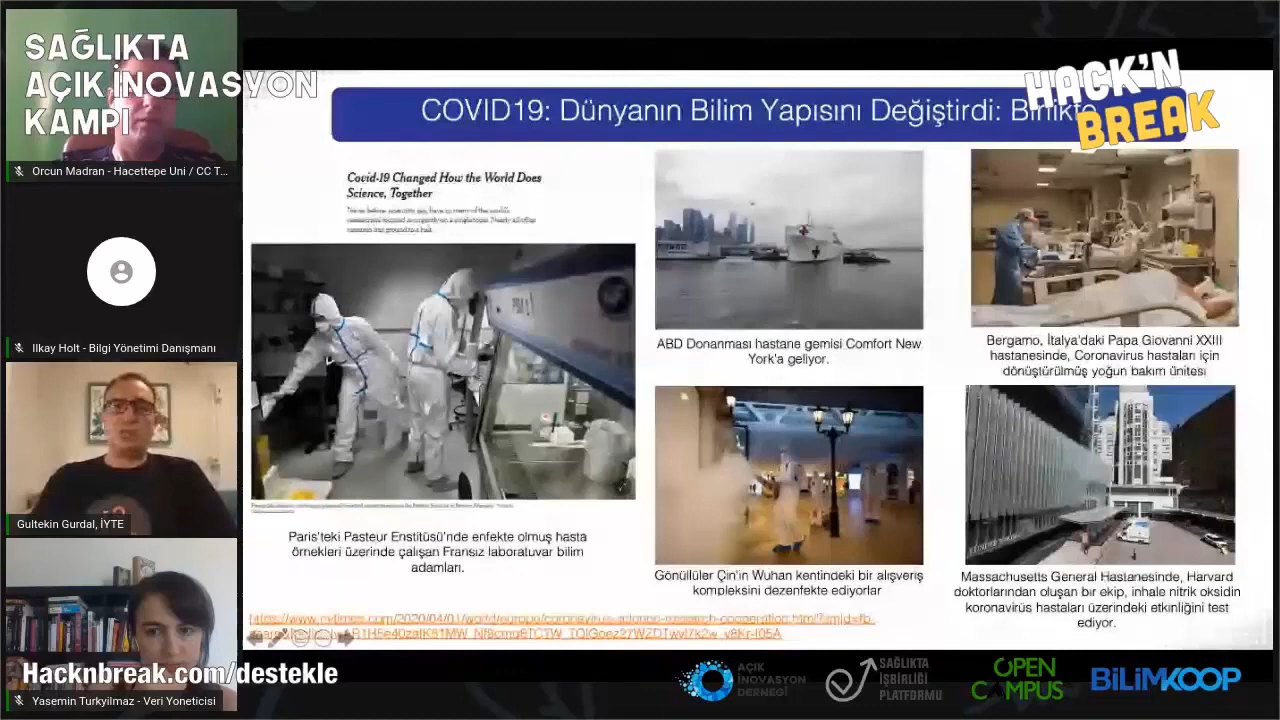 SAĞLIKTA
AÇIK İNOVASYON
KAMPI
Orcun Madran - Hacettepe Uni / CC T...
Ilkay Holt - Bilgi Yönetimi Danışmanı
Gultekin Gurdal, İYTE
Yasemin Turkyilmaz - Veri Yoneticisi
Hacknbreak.com/destekle
HACK'N
BREAK
COVID19: Dünyanın Bilim Yapısını Değiştirdi: Birlikte
Covid-19 Changed How the World Does
Science, Together
Paris'teki Pasteur Enstitüsü'nde enfekte olmuş hasta
örnekleri üzerinde çalışan Fransız laboratuvar bilim
adamları.
ABD Donanması hastane gemisi Comfort New
York'a geliyor.
Bergamo, İtalya'daki Papa Giovanni XXIII
hastanesinde, Coronavirus hastaları için
dönüştürülmüş yoğun bakım ünitesi
Gönüllüler Çin'in Wuhan kentindeki bir alışveriş
kompleksini dezenfekte ediyorlar
Massachusetts General Hastanesinde, Harvard
doktorlarından oluşan bir ekip, inhale nitrik oksidin
koronavirüs hastaları üzerindeki etkinliğini test
ediyor.
AÇIK
İNOVASYON
DERNEĞİ
SAĞLIKTA
İŞBİRLİĞİ
PLATFORMU
OPEN
CAMPUS
BİLİMKOOP